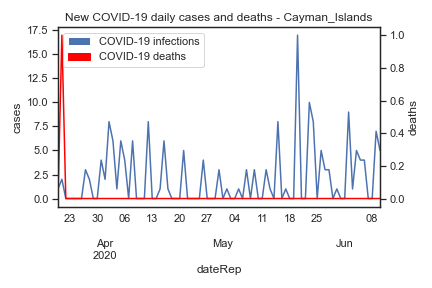 New COVID-19 daily cases and deaths - Cayman_Islands
COVID-19 infections
COVID-19 deaths
17.5
15.0
12.5
10.0
7.5
5.0
2.5
0.0
cases
1.0
0.8
0.6
0.4
0.2
0.0
deaths
23 30 06 13 20 27 04 11 18 25 08
Apr May Jun
2020
dateRep